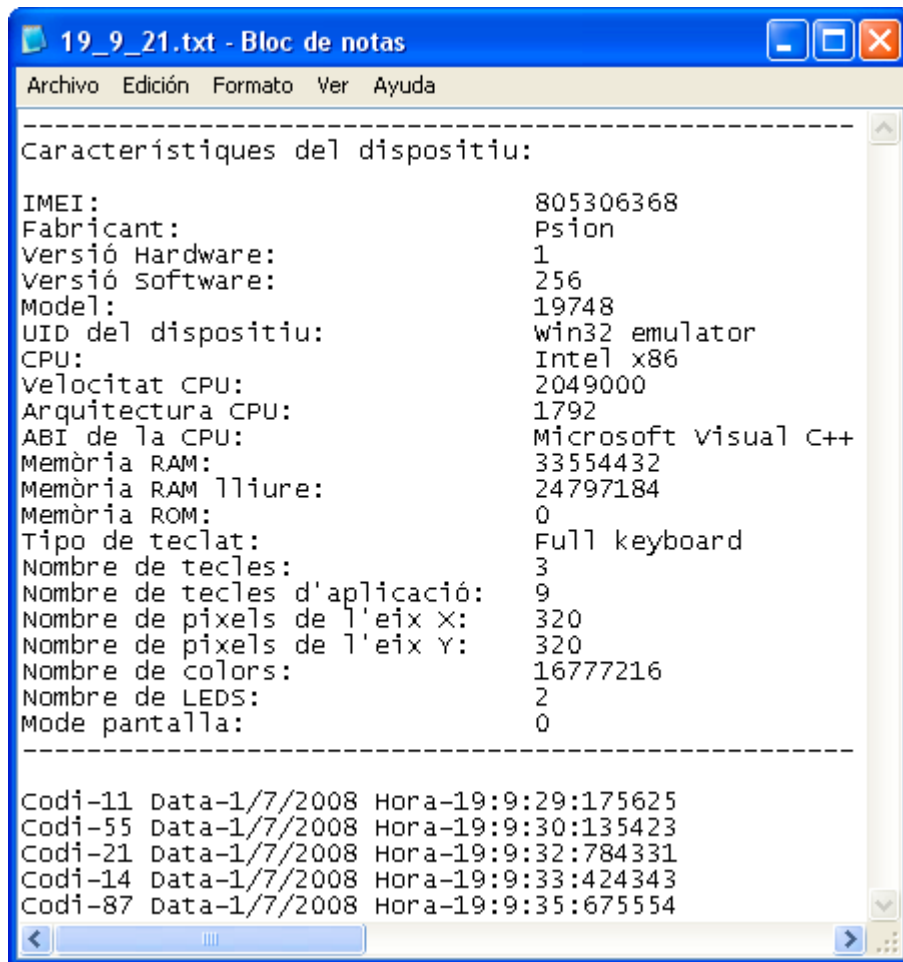 19_9_21.txt - Bloc de notas
Archivo Edición Formato Ver Ayuda
----------------------------------------------------
Característiques del dispositiu:
IMEI: 805306368
Fabricant: Psion
Versió Hardware: 1
Versió Software: 256
Model: 19748
UID del dispositiu: Win32 emulator
CPU: Intel x86
Velocitat CPU: 2049000
Arquitectura CPU: 1792
ABI de la CPU: Microsoft Visual C++
Memòria RAM: 33554432
Memòria RAM lliure: 24797184
Memòria ROM: 0
Tipo de teclat: Full keyboard
Nombre de tecles: 3
Nombre de tecles d'aplicació: 9
Nombre de pixels de l'eix X: 320
Nombre de pixels de l'eix Y: 320
Nombre de colors: 16777216
Nombre de LEDS: 2
Mode pantalla: 0
----------------------------------------------------
Codi-11 Data-1/7/2008 Hora-19:9:29:175625
Codi-55 Data-1/7/2008 Hora-19:9:30:135423
Codi-21 Data-1/7/2008 Hora-19:9:32:784331
Codi-14 Data-1/7/2008 Hora-19:9:33:424343
Codi-87 Data-1/7/2008 Hora-19:9:35:675554